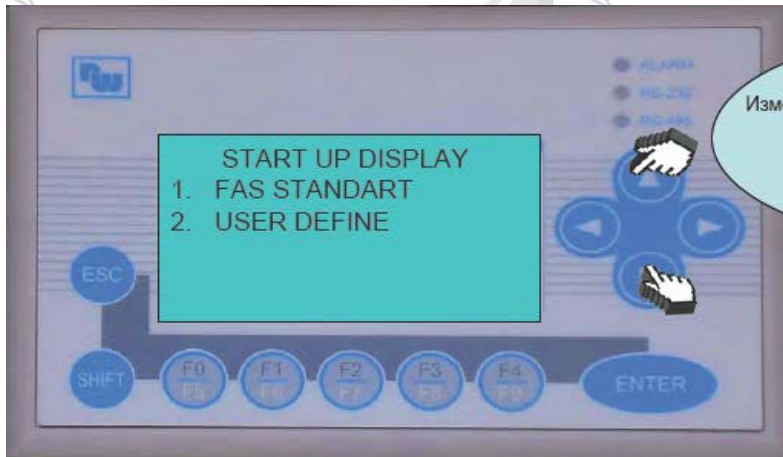 ALARM
RS-232
RS-485
START UP DISPLAY
1. FAS STANDART
2. USER DEFINE
ESC
SHIFT
F0 F1 F2 F3 F4
F5 F6 F7 F8 F9
ENTER